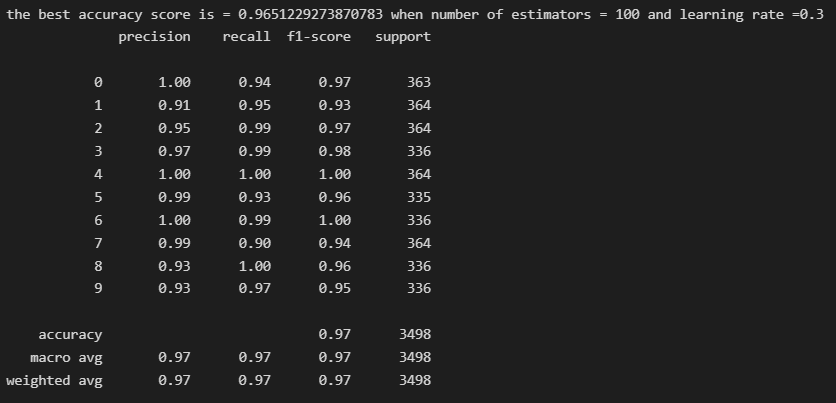 the best accuracy score is = 0.9651229273870783 when number of estimators = 100 and learning rate =0.3
precision recall f1-score support
0 1.00 0.94 0.97 363
1 0.91 0.95 0.93 364
2 0.95 0.99 0.97 364
3 0.97 0.99 0.98 336
4 1.00 1.00 1.00 364
5 0.99 0.93 0.96 335
6 1.00 0.99 1.00 336
7 0.99 0.90 0.94 364
8 0.93 1.00 0.96 336
9 0.93 0.97 0.95 336
accuracy 0.97 3498
macro avg 0.97 0.97 0.97 3498
weighted avg 0.97 0.97 0.97 3498